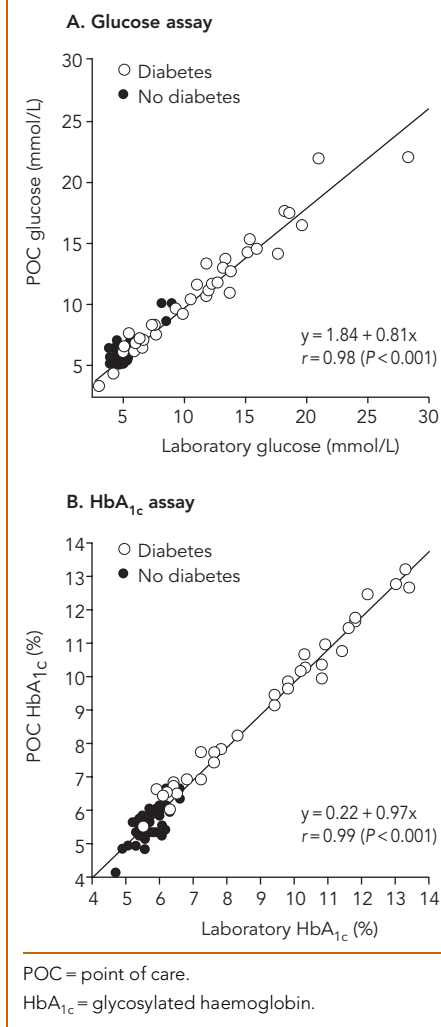 A. Glucose assay
30
25
20
15
10
5
POC glucose (mmol/L)
Diabetes
No diabetes
y = 1.84 + 0.81x
r = 0.98 (P < 0.001)
5 10 15 20 25 30
Laboratory glucose (mmol/L)
B. HbA1c assay
14
13
12
11
10
9
8
7
6
5
4
POC HbA1c (%)
Diabetes
No diabetes
y = 0.22 + 0.97x
r = 0.99 (P < 0.001)
4 5 6 7 8 9 10 11 12 13 14
Laboratory HbA1c (%)
POC = point of care.
HbA1c = glycosylated haemoglobin.